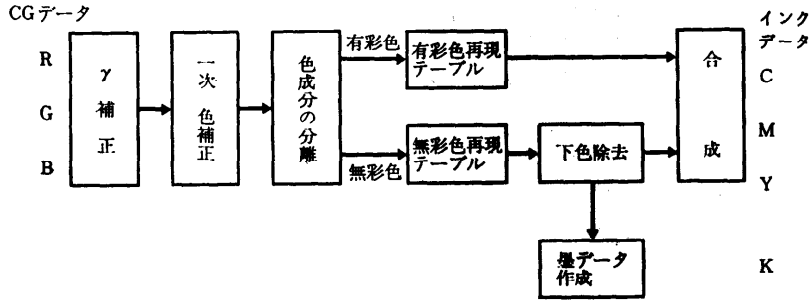 CGデータ
R
G
B
γ補正
一次 色補正
色成分の分離
有彩色
無彩色
有彩色再現
テーブル
無彩色再現
テーブル
下色除去
墨データ
作成
合成
インク
データ
C
M
Y
K